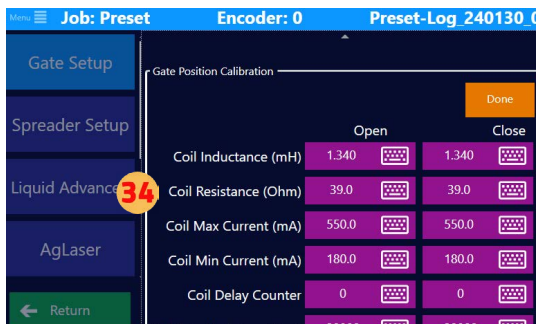 Menu Job: Preset Encoder: 0 Preset-Log_240130_0
Gate Setup
Spreader Setup
Liquid Advance
AgLaser
Return
Gate Position Calibration
Done
Open Close
Coil Inductance (mH) 1.340 1.340
34
Coil Resistance (Ohm) 39.0 39.0
Coil Max Current (mA) 550.0 550.0
Coil Min Current (mA) 180.0 180.0
Coil Delay Counter 0 0